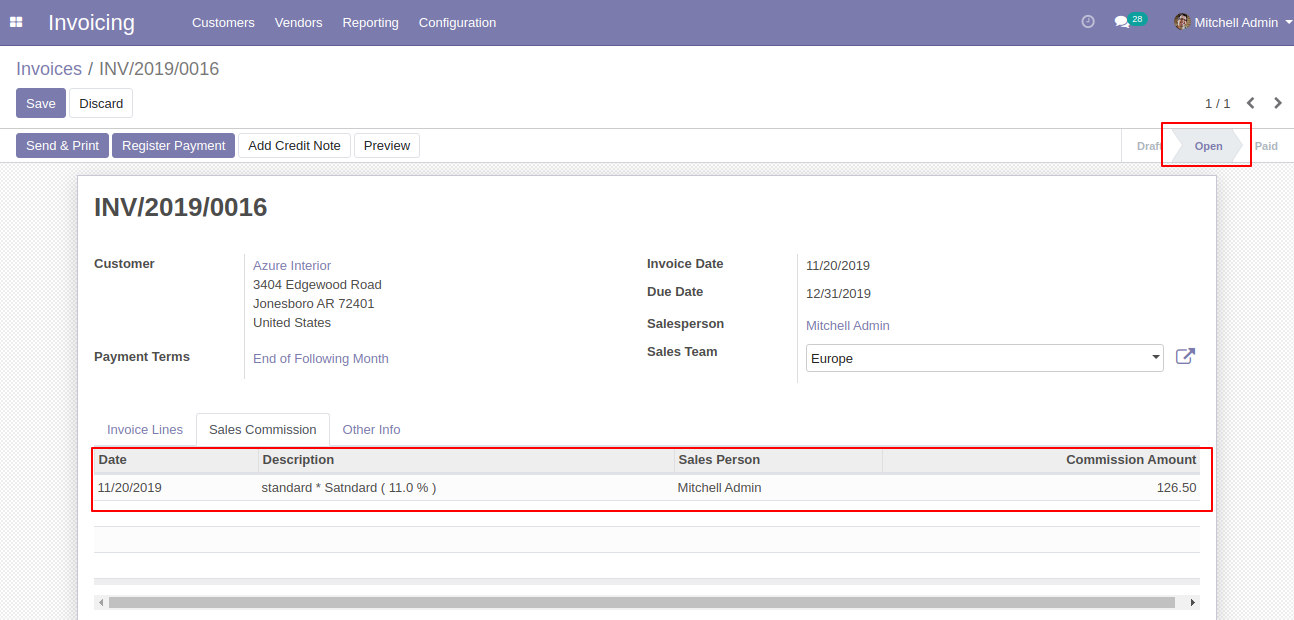 Invoicing Customers Vendors Reporting Configuration 28 Mitchell Admin
Invoices / INV/2019/0016
Save Discard 1 / 1
Send & Print Register Payment Add Credit Note Preview Draft Open Paid
INV/2019/0016
Customer Azure Interior Invoice Date 11/20/2019
3404 Edgewood Road
Jonesboro AR 72401 Due Date 12/31/2019
United States Salesperson Mitchell Admin
Payment Terms End of Following Month Sales Team Europe
Invoice Lines Sales Commission Other Info
Date Description Sales Person Commission Amount
11/20/2019 standard * Satndard ( 11.0 % ) Mitchell Admin 126.50